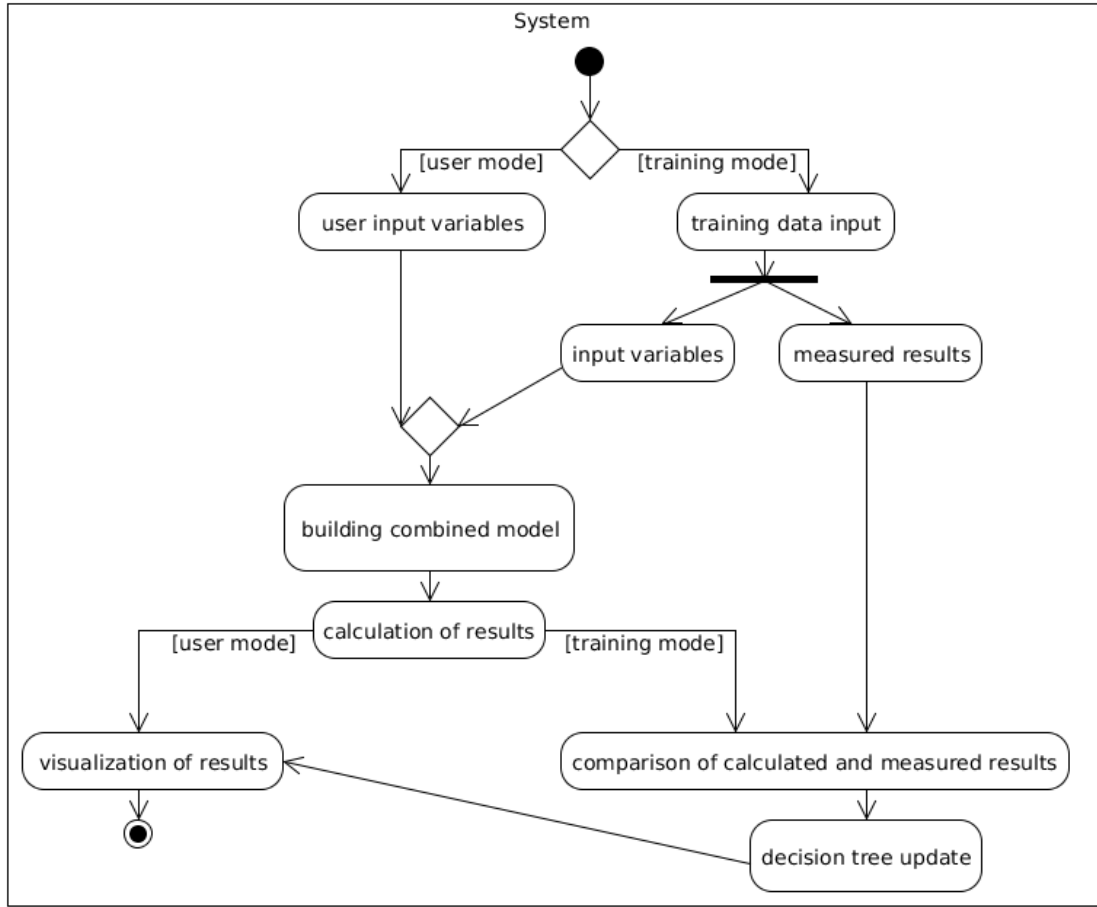 System
[user mode]
[training mode]
user input variables
training data input
input variables
measured results
building combined model
calculation of results
[user mode]
[training mode]
visualization of results
comparison of calculated and measured results
decision tree update